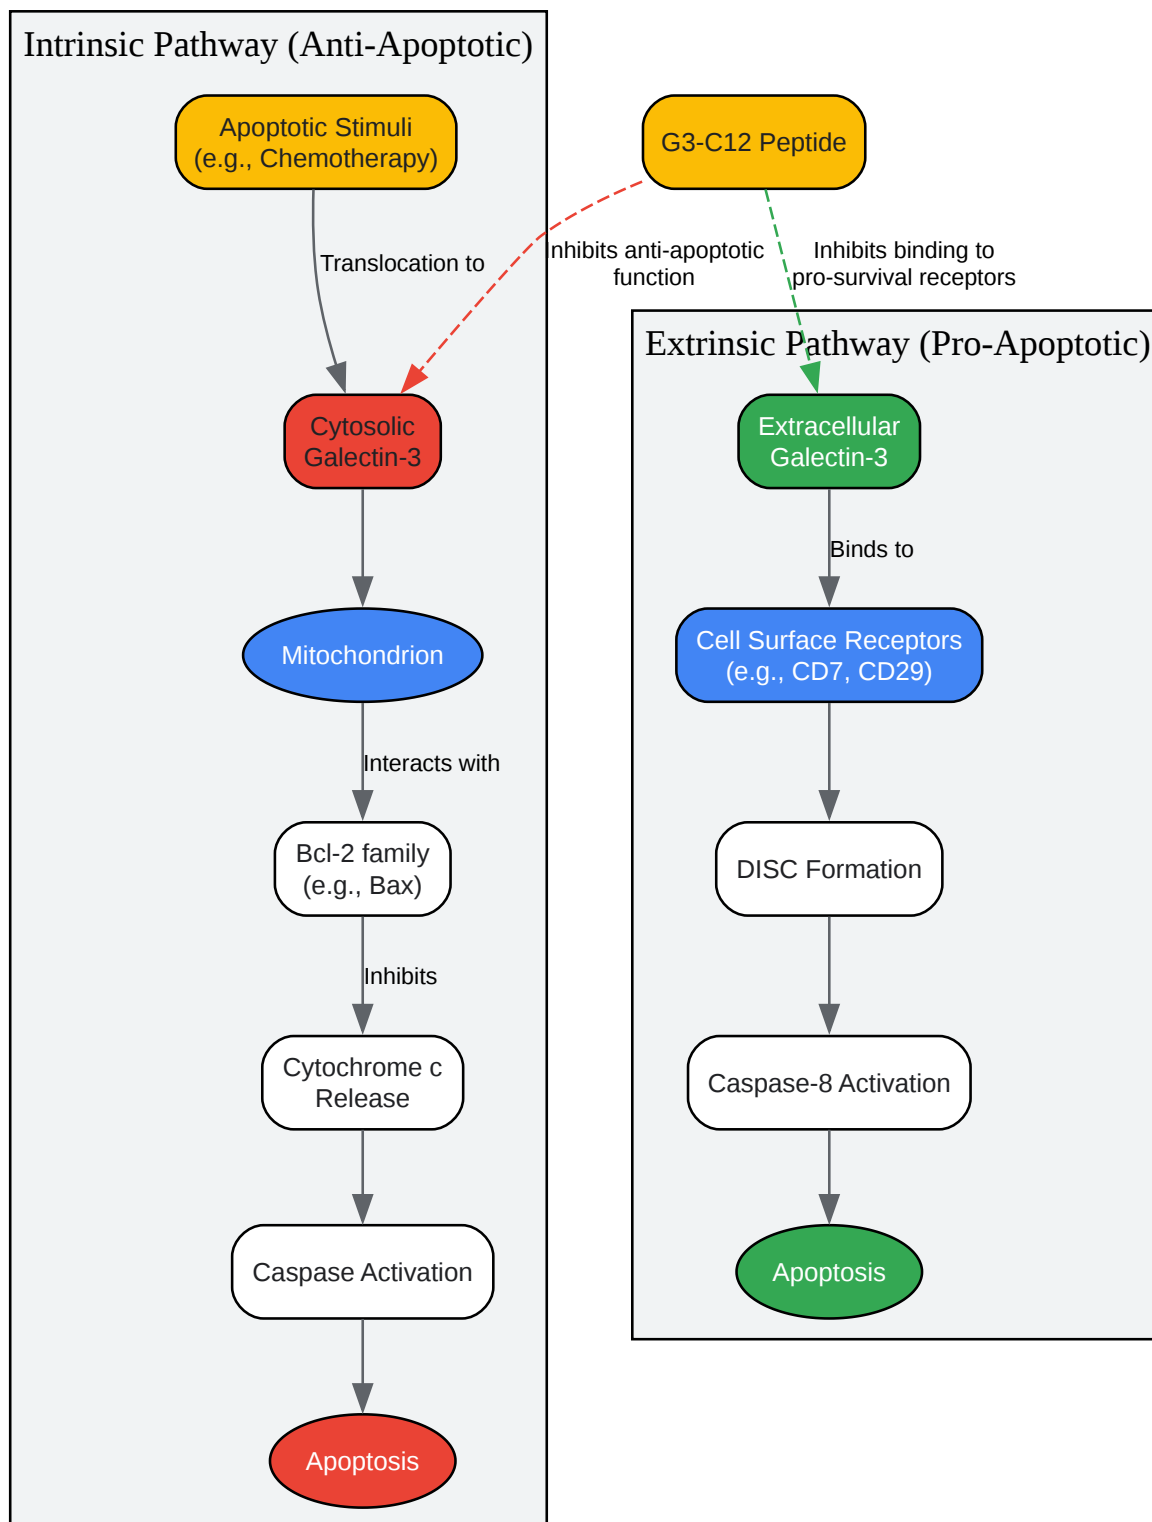 Intrinsic Pathway (Anti-Apoptotic)
Apoptotic Stimuli
(e.g., Chemotherapy)
G3-C12 Peptide
Translocation to
Inhibits anti-apoptotic
function
Inhibits binding to
pro-survival receptors
Extrinsic Pathway (Pro-Apoptotic)
Cytosolic
Galectin-3
Extracellular
Galectin-3
Binds to
Mitochondrion
Cell Surface Receptors
(e.g., CD7, CD29)
Interacts with
Bcl-2 family
(e.g., Bax)
DISC Formation
Inhibits
Cytochrome c
Release
Caspase-8 Activation
Caspase Activation
Apoptosis
Apoptosis